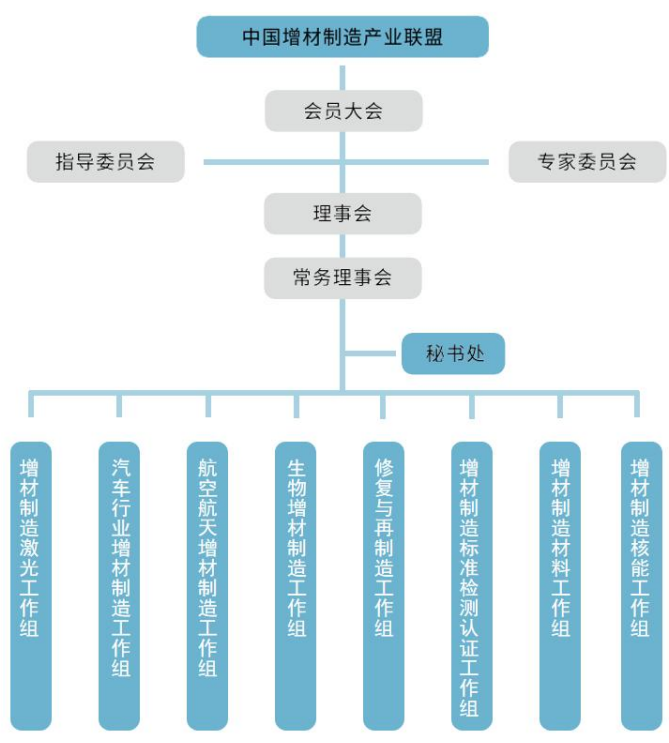 中国增材制造产业联盟
会员大会
指导委员会
专家委员会
理事会
常务理事会
秘书处
增材制造激光工作组
汽车行业增材制造工作组
航空航天增材制造工作组
生物增材制造工作组
修复与再制造工作组
增材制造标准检测认证工作组
增材制造材料工作组
增材制造核能工作组